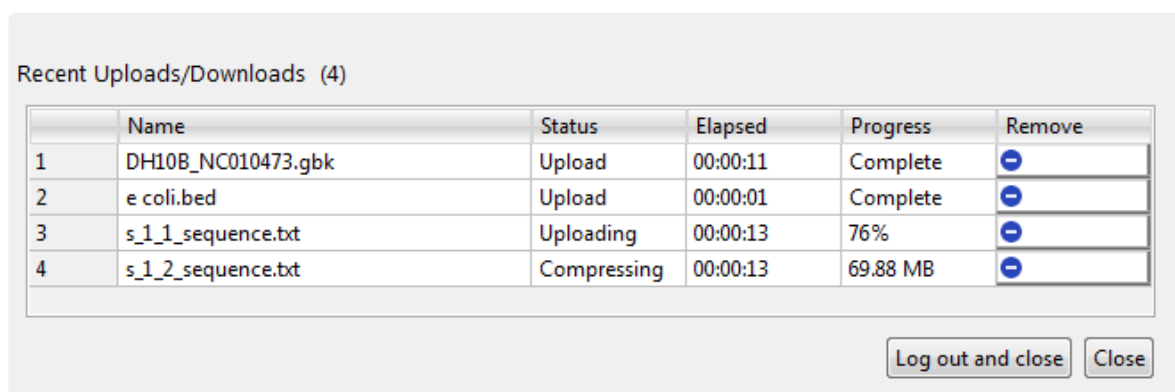 Recent Uploads/Downloads (4)
Name Status Elapsed Progress Remove
1 DH10B_NC010473.gbk Upload 00:00:11 Complete
2 e coli.bed Upload 00:00:01 Complete
3 s_1_1_sequence.txt Uploading 00:00:13 76%
4 s_1_2_sequence.txt Compressing 00:00:13 69.88 MB
Log out and close Close